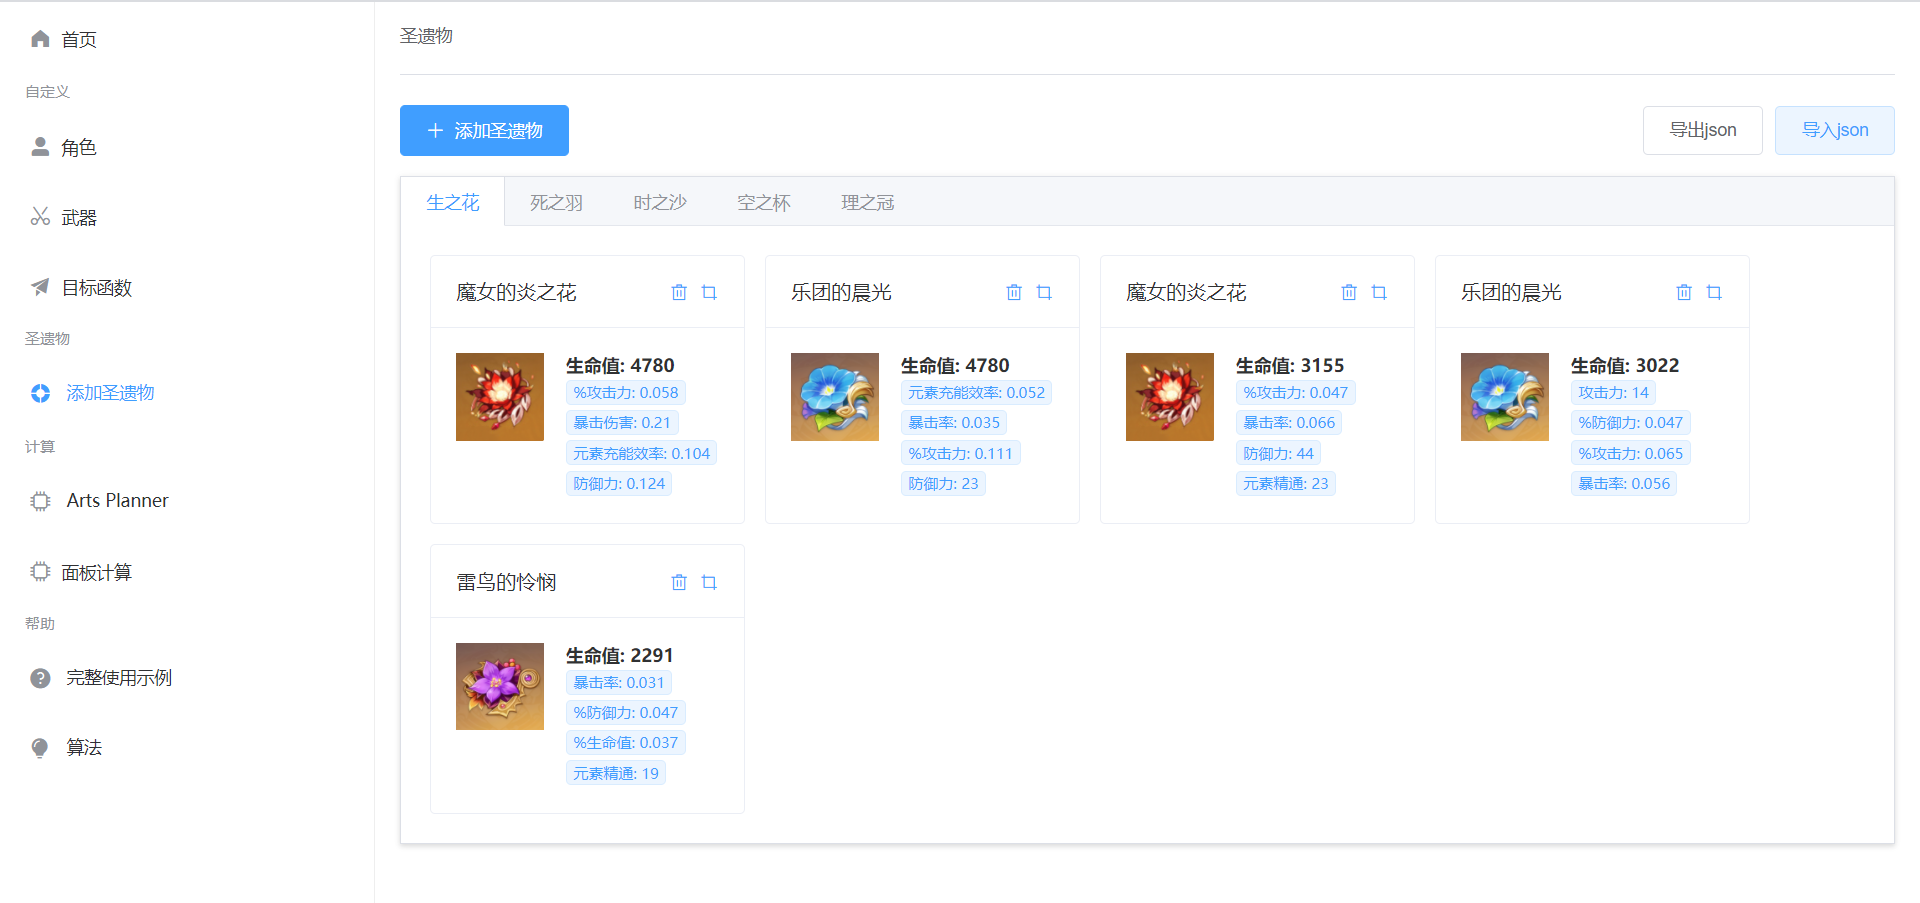 首页
自定义
角色
武器
目标函数
圣遗物
添加圣遗物
计算
Arts Planner
面板计算
帮助
完整使用示例
算法
圣遗物
添加圣遗物
导出json
导入json
生之花 死之羽 时之沙 空之杯 理之冠
魔女的炎之花
生命值: 4780
%攻击力: 0.058
暴击伤害: 0.21
元素充能效率: 0.104
防御力: 0.124
乐团的晨光
生命值: 4780
元素充能效率: 0.052
暴击率: 0.035
%攻击力: 0.111
防御力: 23
魔女的炎之花
生命值: 3155
%攻击力: 0.047
暴击率: 0.066
防御力: 44
元素精通: 23
乐团的晨光
生命值: 3022
攻击力: 14
%防御力: 0.047
%攻击力: 0.065
暴击率: 0.056
雷鸟的怜悯
生命值: 2291
暴击率: 0.031
%防御力: 0.047
%生命值: 0.037
元素精通: 19